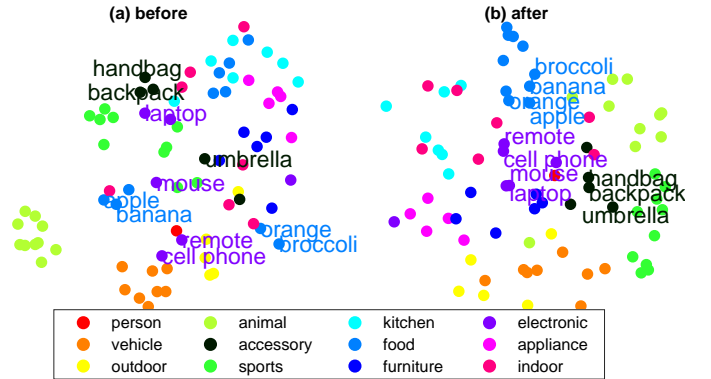 (a) before
handbag
backpack
laptop
umbrella
mouse
apple
banana
remote
cell phone
orange
broccoli
(b) after
broccoli
banana
orange
apple
remote
cell phone
mouse
laptop
handbag
backpack
umbrella
person animal kitchen electronic
vehicle accessory food appliance
outdoor sports furniture indoor